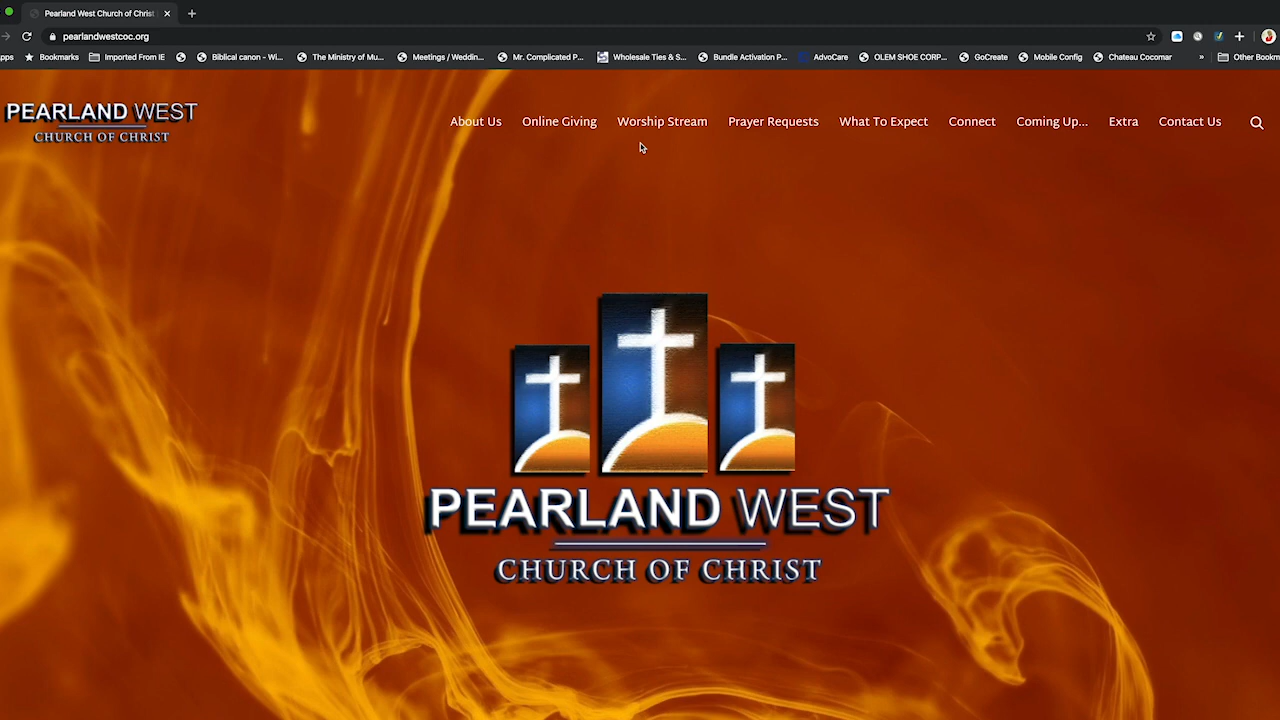 Pearland West Church of Christ
pearlandwestcoc.org
pps Bookmarks Imported From IE Biblical canon - Wi... The Ministry of Mu... Meetings / Weddin... Mr. Complicated P... Wholesale Ties & S... Bundle Activation P... AdvoCare OLEM SHOE CORP... GoCreate Mobile Config Chateau Cocomar » Other Bookm
PEARLAND WEST
CHURCH OF CHRIST
About Us Online Giving Worship Stream Prayer Requests What To Expect Connect Coming Up... Extra Contact Us
PEARLAND WEST
CHURCH OF CHRIST